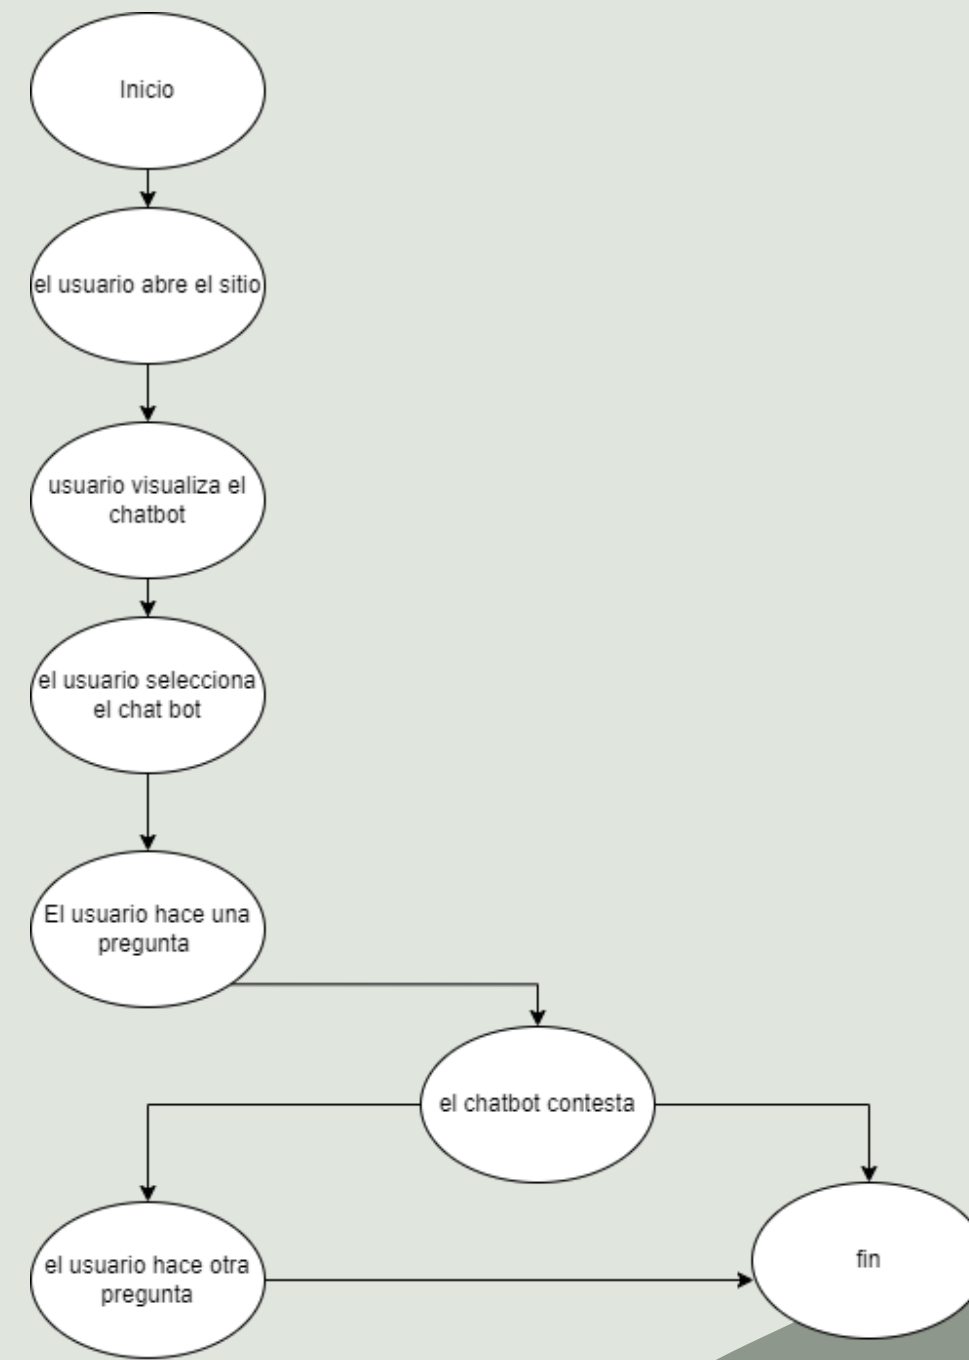 Inicio
el usuario abre el sitio
usuario visualiza el
chatbot
el usuario selecciona
el chat bot
El usuario hace una
pregunta
el chatbot contesta
el usuario hace otra
pregunta
fin